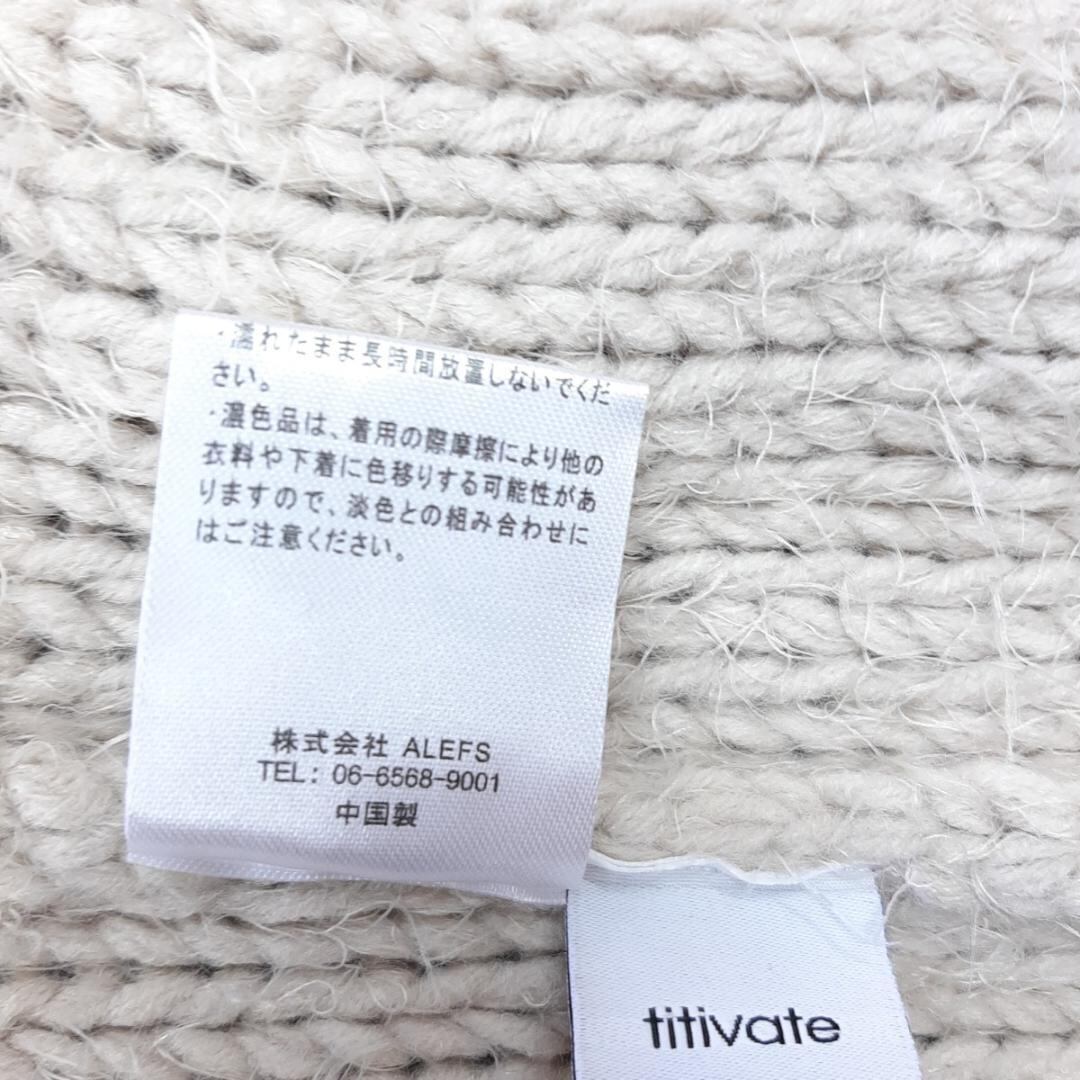 ・濡れたまま長時間放置しないでくだ
さい。
・濃色品は、着用の際摩擦により他の
衣料や下着に色移りする可能性があ
りますので、淡色との組み合わせに
はご注意ください。
株式会社 ALEFS
TEL: 06-6568-9001
中国製
titivate